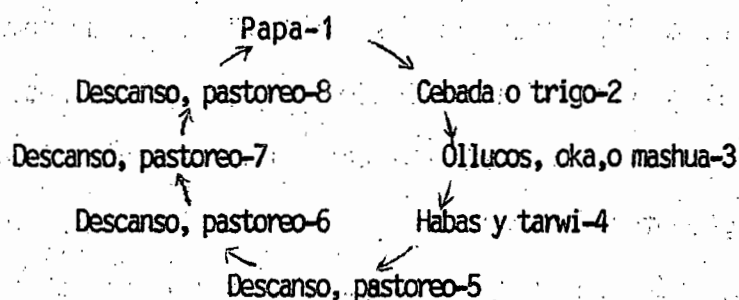 Papa-1
Descanso, pastoreo-8 Cebada o trigo-2
Descanso, pastoreo-7 Ollucos, oka,o mashua-3
Descanso, pastoreo-6 Habas y tarwi-4
Descanso, pastoreo-5